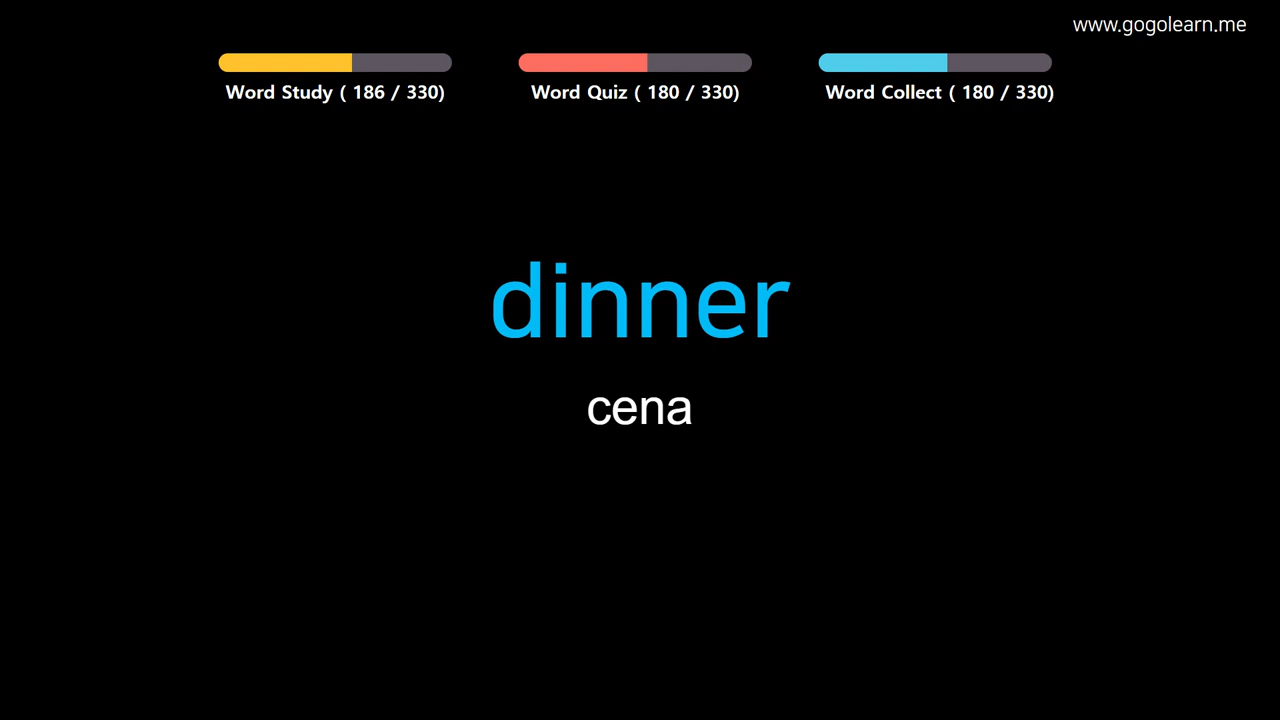 www.gogolearn.me
Word Study ( 186 / 330)
Word Quiz ( 180 / 330)
Word Collect ( 180 / 330)
dinner
cena